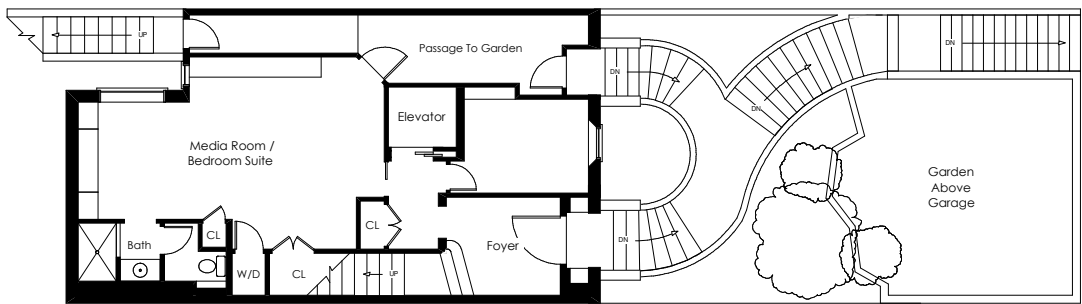 UP
Passage To Garden
DN
DN
DN
Elevator
Media Room /
Bedroom Suite
Garden
Above
Garage
CL
CL
Bath
Foyer
DN
W/D
CL
UP